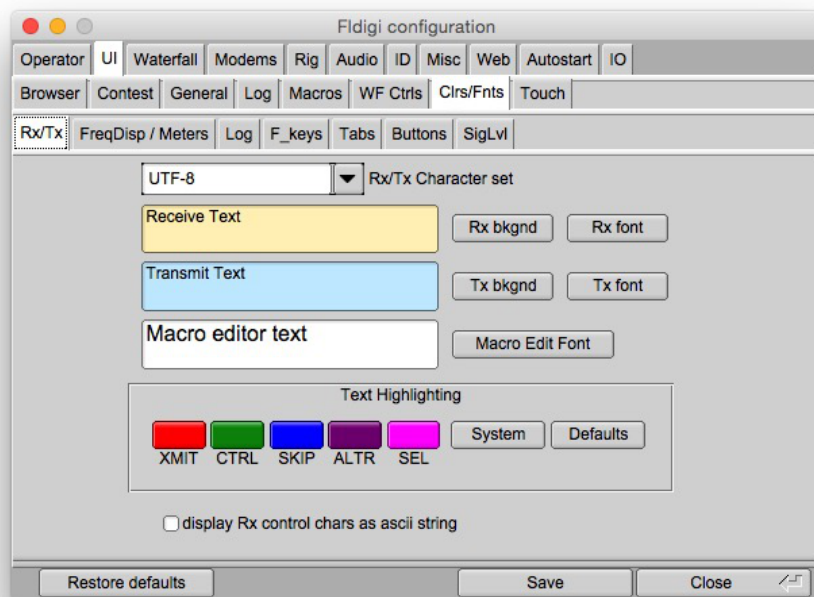 Fldigi configuration
Operator UI Waterfall Modems Rig Audio ID Misc Web Autostart IO
Browser Contest General Log Macros WF Ctrls Clrs/Fnts Touch
Rx/Tx FreqDisp / Meters Log F_keys Tabs Buttons SigLvl
UTF-8 Rx/Tx Character set
Receive Text Rx bkgnd Rx font
Transmit Text Tx bkgnd Tx font
Macro editor text Macro Edit Font
Text Highlighting
System Defaults
XMIT CTRL SKIP ALTR SEL
display Rx control chars as ascii string
Restore defaults Save Close